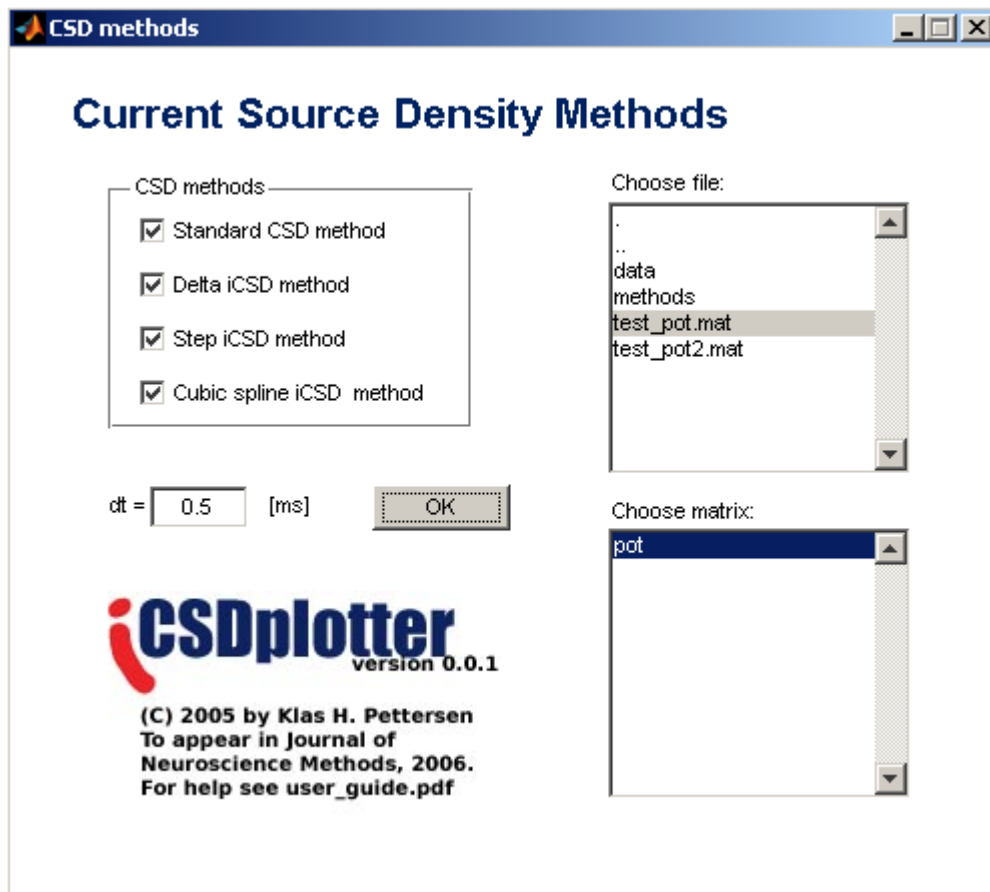 CSD methods
Current Source Density Methods
CSD methods
Standard CSD method
Delta iCSD method
Step iCSD method
Cubic spline iCSD  method
dt = 0.5 [ms] OK
iCSDplotter
version 0.0.1
(C) 2005 by Klas H. Pettersen
To appear in Journal of
Neuroscience Methods, 2006.
For help see user_guide.pdf
Choose file:
.
..
data
methods
test_pot.mat
test_pot2.mat
Choose matrix:
pot